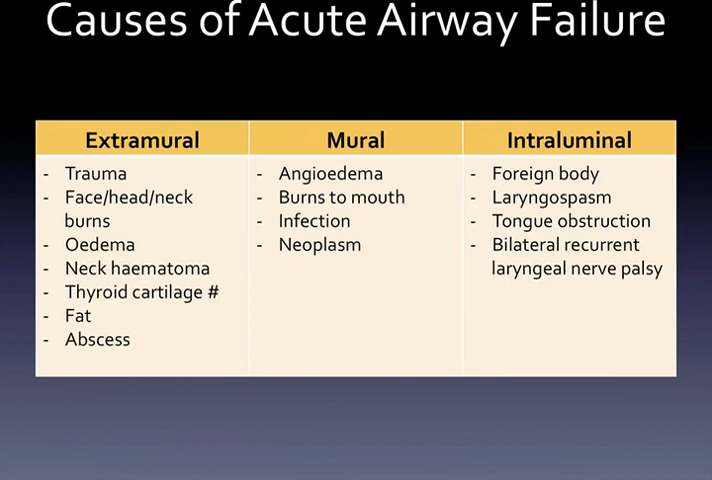 Causes of Acute Airway Failure
Extramural
- Trauma
- Face/head/neck
burns
- Oedema
- Neck haematoma
- Thyroid cartilage #
- Fat
- Abscess
Mural
- Angioedema
- Burns to mouth
- Infection
- Neoplasm
Intraluminal
- Foreign body
- Laryngospasm
- Tongue obstruction
- Bilateral recurrent
laryngeal nerve palsy